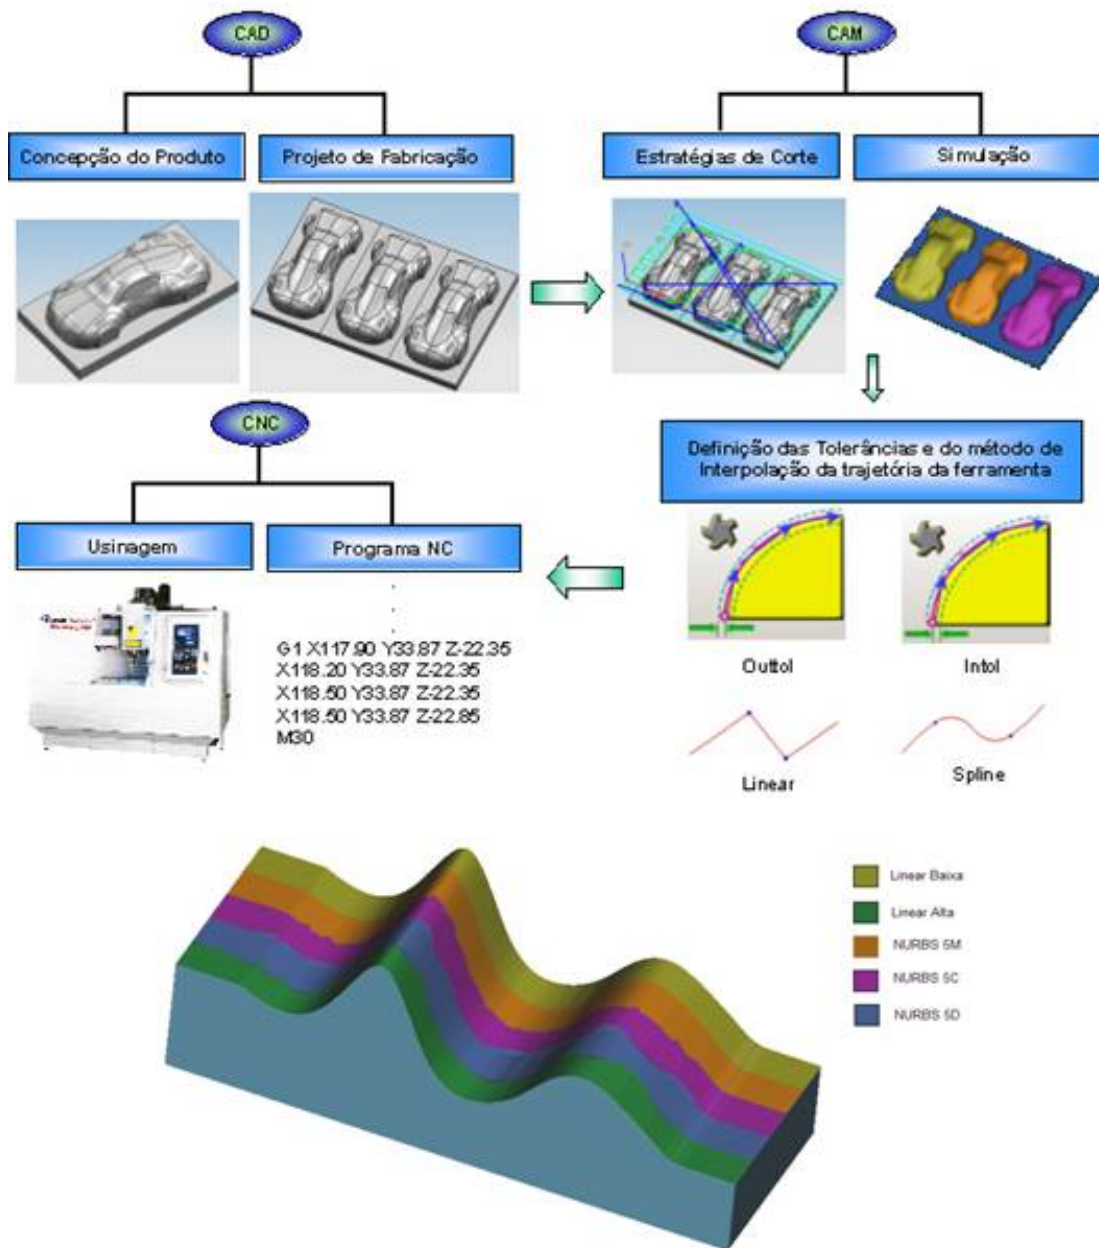 CAD
CAM
Concepção do Produto
Projeto de Fabricação
Estratégias de Corte
Simulação
CNC
Definição das Tolerâncias e do método de
Interpolação da trajetória da ferramenta
Usinagem
Programa NC
.
.
.
G1 X117.90 Y33.87 Z-22.35
X118.20 Y33.87 Z-22.35
X118.50 Y33.87 Z-22.35
X118.50 Y33.87 Z-22.85
M30
Outtol
Intol
Linear
Spline
Linear Baixa
Linear Alta
NURBS 5M
NURBS 5C
NURBS 5D